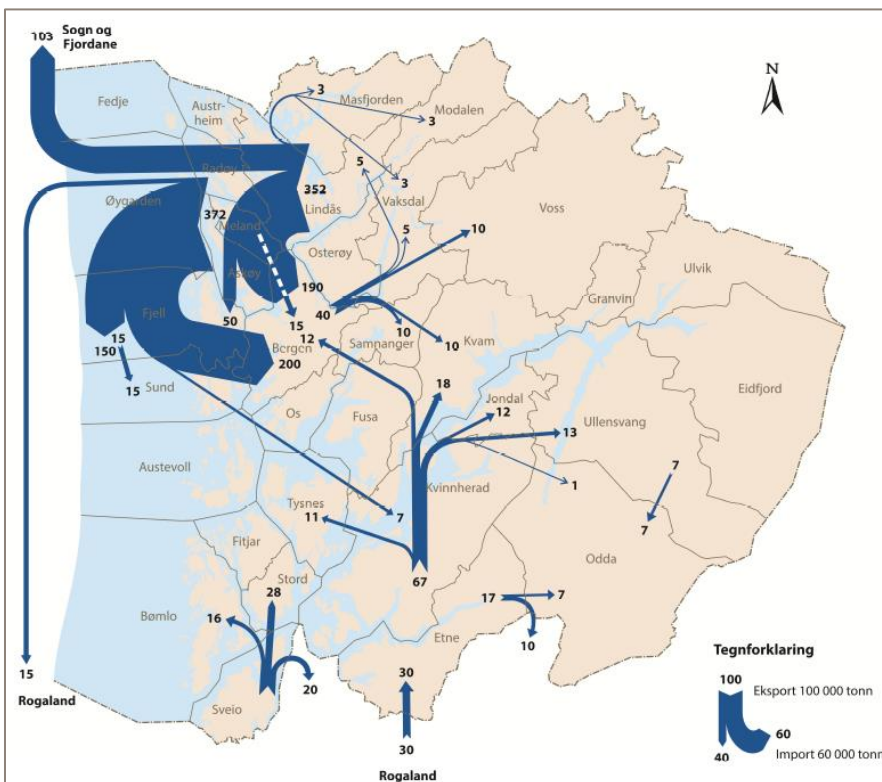 103
Sogn og
Fjordane
Fedje
Austr-
heim
3
Masfjorden
Modalen
3
N
Radøy
5
3
352
Øygarden
372
Lindås
Vaksdal
Meland
5
10
Voss
Osterøy
Askøy
190
Ulvik
50
15
40
Granvin
Fjell
15
12
10
150
Bergen
Samnanger
10
Kvam
200
15
Sund
18
Eidfjord
Os
Fusa
Jondal
12
Ullensvang
13
Austevoll
Kvinnherad
1
7
Tysnes
11
7
7
Fitjar
Odda
Stord
67
28
17
7
Bømlo
16
Etne
10
15
20
30
Rogaland
Sveio
30
Rogaland
Tegnforklaring
100
Eksport 100 000 tonn
60
40
Import 60 000 tonn